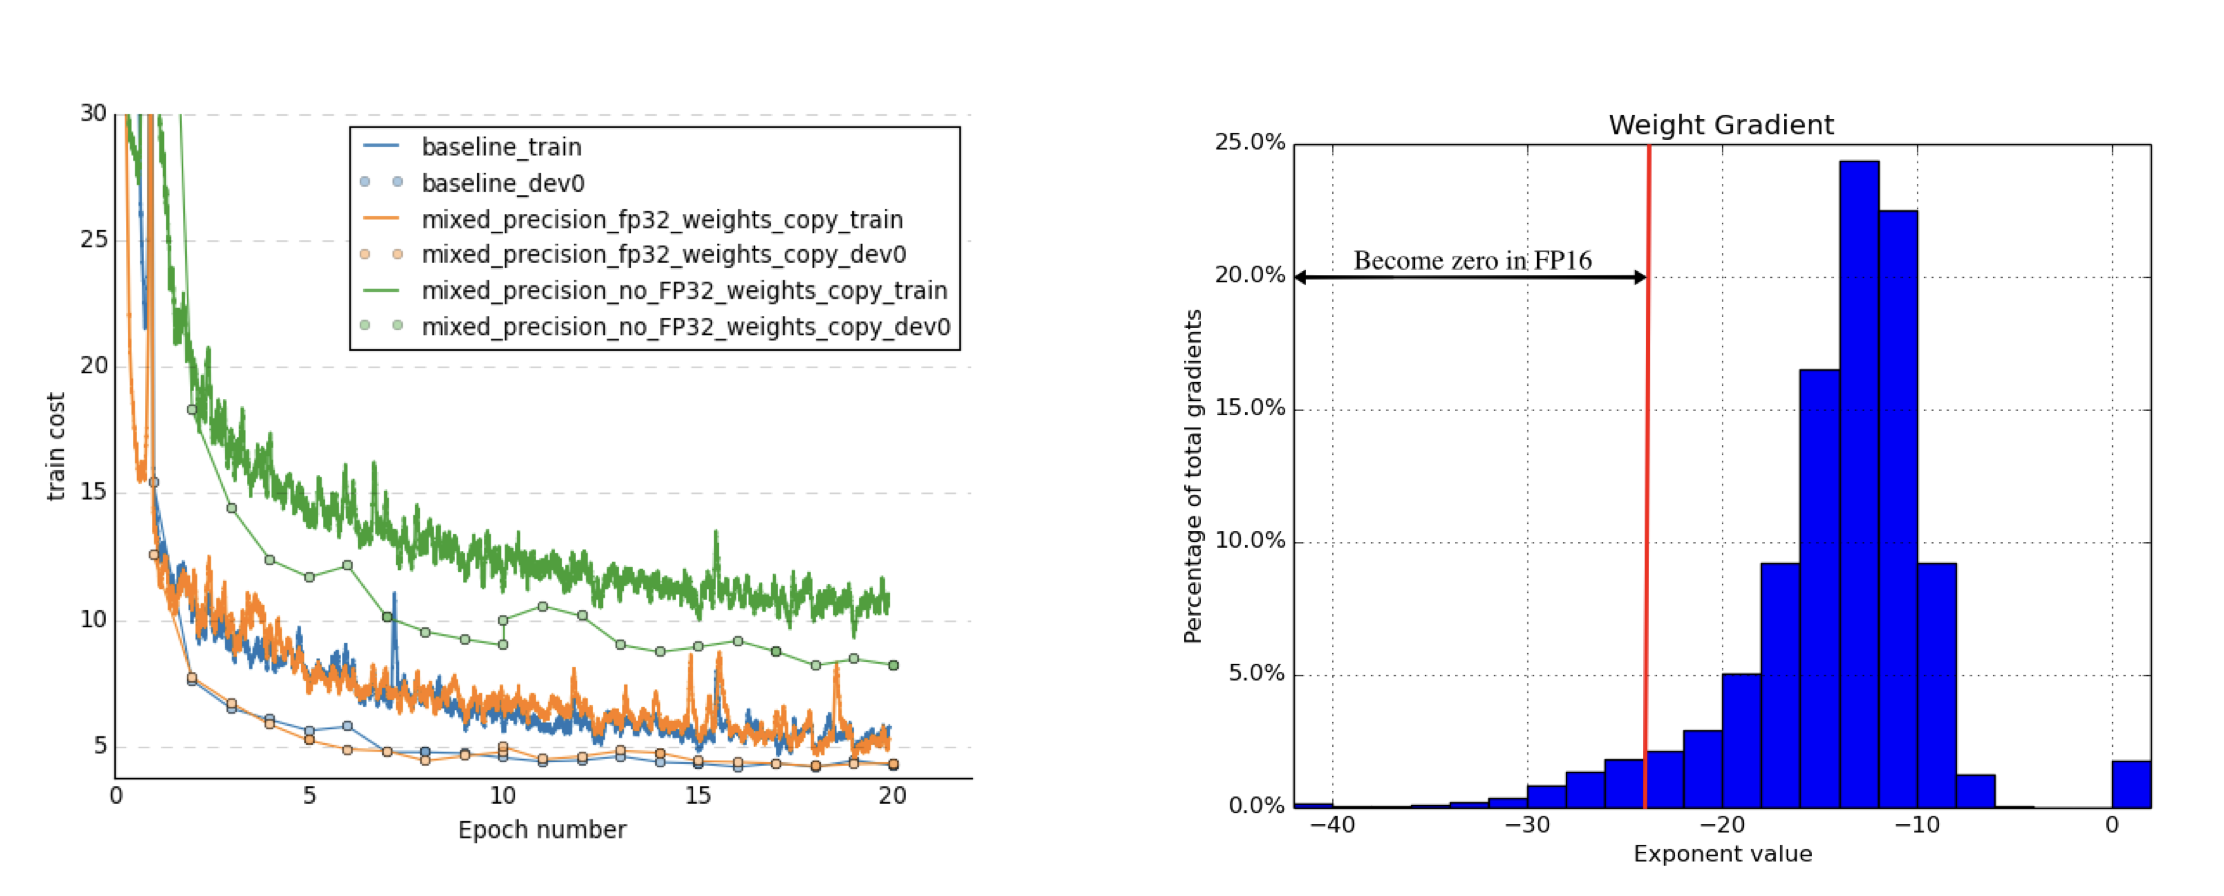 30
25
20
15
10
5
0
5
10
15
20
train cost
Epoch number
baseline_train
baseline_dev0
mixed_precision_fp32_weights_copy_train
mixed_precision_fp32_weights_copy_dev0
mixed_precision_no_FP32_weights_copy_train
mixed_precision_no_FP32_weights_copy_dev0
Weight Gradient
25.0%
20.0%
15.0%
10.0%
5.0%
0.0%
Percentage of total gradients
Become zero in FP16
−40
−30
−20
−10
0
Exponent value